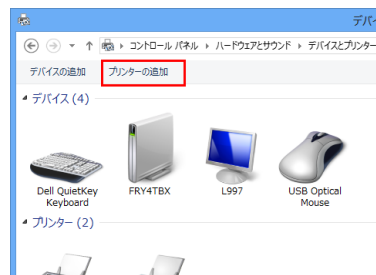 デバイ
コントロール パネル ▸ ハードウェアとサウンド ▸ デバイスとプリンター
デバイスの追加 プリンターの追加
デバイス (4)
Dell QuietKey Keyboard
FRY4TBX
L997
USB Optical Mouse
プリンター (2)